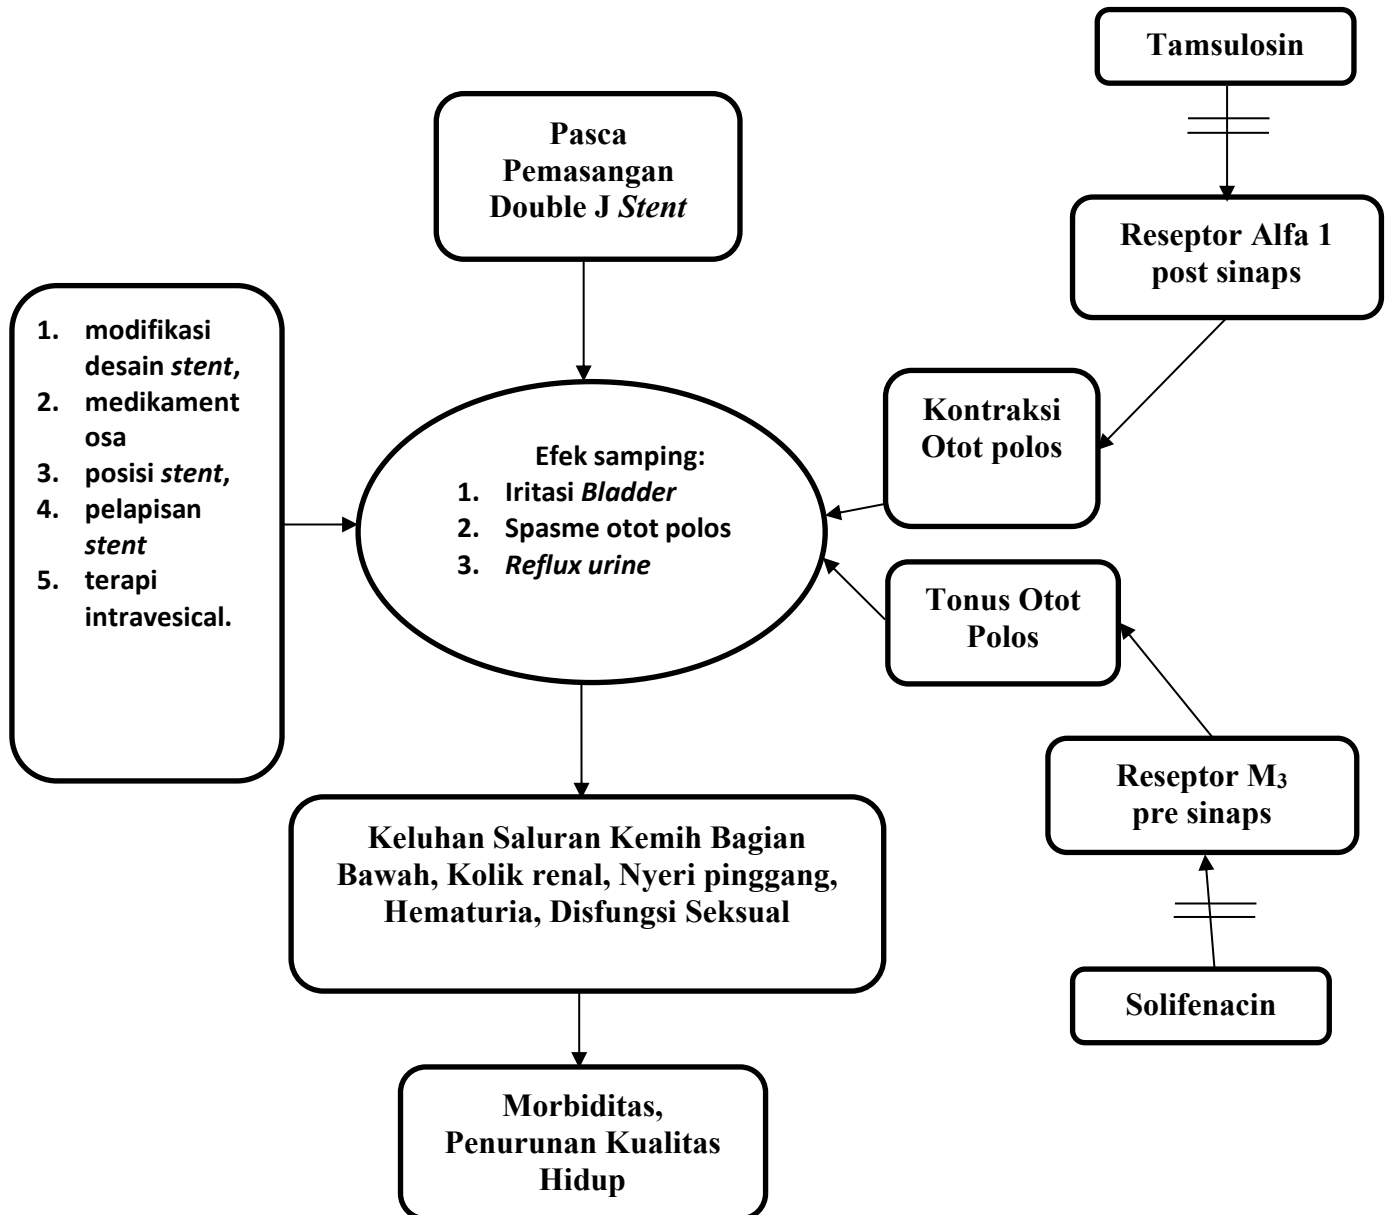 Tamsulosin
Pasca
Pemasangan
Double J Stent
Reseptor Alfa 1
post sinaps
1. modifikasi
desain stent,
2. medikament
osa
3. posisi stent,
4. pelapisan
stent
5. terapi
intravesical.
Kontraksi
Otot polos
Efek samping:
1. Iritasi Bladder
2. Spasme otot polos
3. Reflux urine
Tonus Otot
Polos
Reseptor M₃
pre sinaps
Keluhan Saluran Kemih Bagian
Bawah, Kolik renal, Nyeri pinggang,
Hematuria, Disfungsi Seksual
Solifenacin
Morbiditas,
Penurunan Kualitas
Hidup